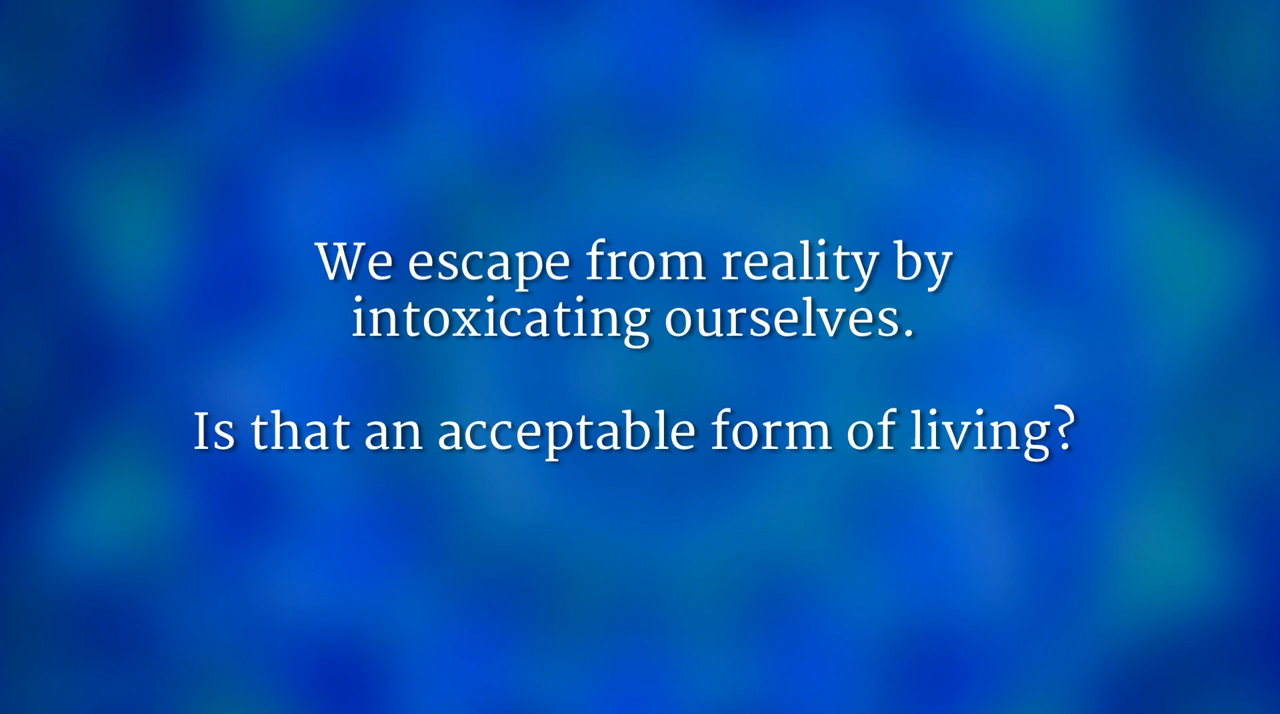 We escape from reality by
intoxicating ourselves.
Is that an acceptable form of living?